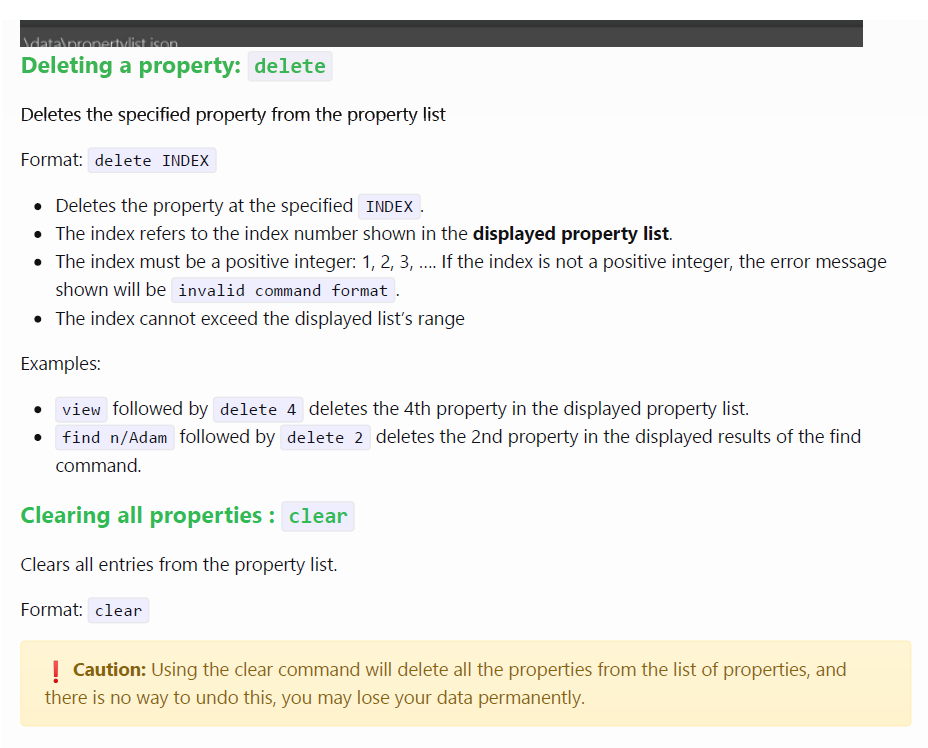 \data\propertylist.json
Deleting a property: delete
Deletes the specified property from the property list
Format: delete INDEX
Deletes the property at the specified INDEX .
The index refers to the index number shown in the displayed property list.
The index must be a positive integer: 1, 2, 3, …. If the index is not a positive integer, the error message
shown will be invalid command format .
The index cannot exceed the displayed list’s range
Examples:
view followed by delete 4 deletes the 4th property in the displayed property list.
find n/Adam followed by delete 2 deletes the 2nd property in the displayed results of the find
command.
Clearing all properties : clear
Clears all entries from the property list.
Format: clear
❗ Caution: Using the clear command will delete all the properties from the list of properties, and
there is no way to undo this, you may lose your data permanently.